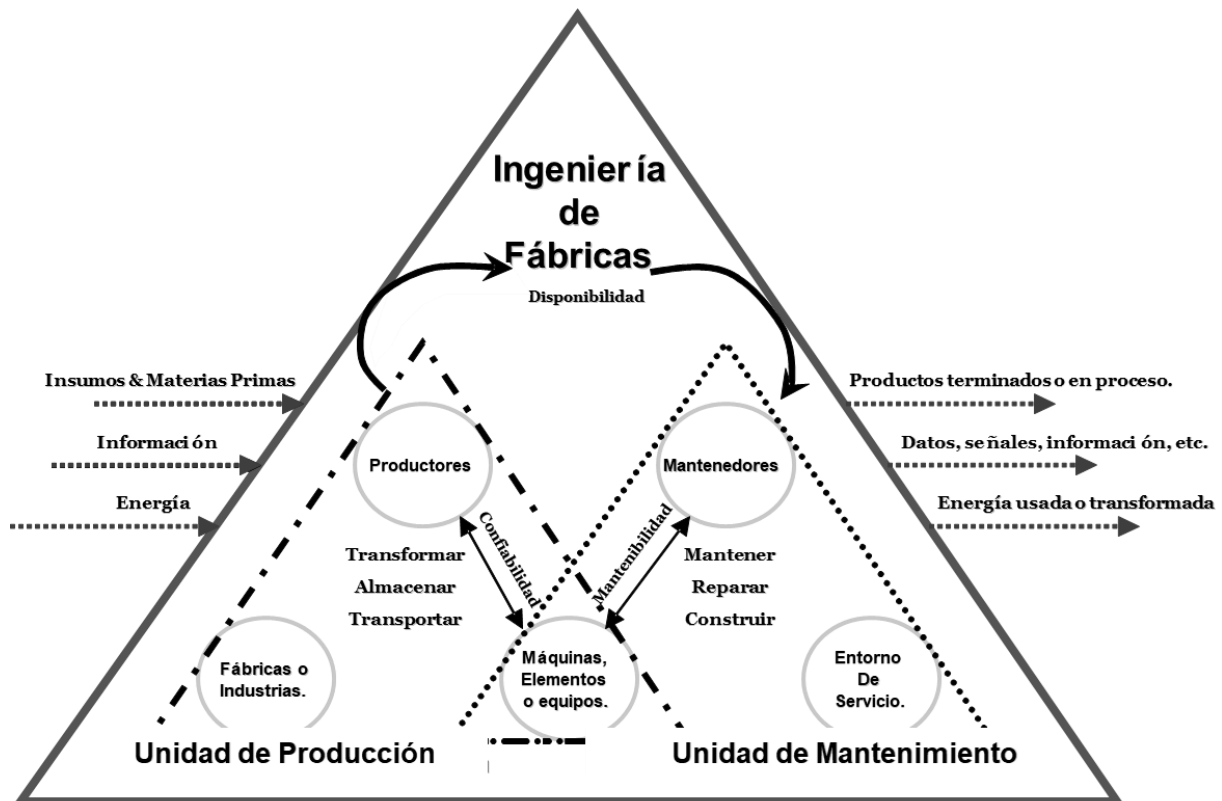 Ingeniería
de
Fábricas
Disponibilidad
Insumos & Materias Primas
Información
Energía
Productos terminados o en proceso.
Datos, señales, información, etc.
Energía usada o transformada
Productores
Mantenedores
Confiabilidad
Mantenibilidad
Transformar
Almacenar
Transportar
Mantener
Reparar
Construir
Fábricas o
Industrias.
Máquinas,
Elementos
o equipos.
Entorno
De
Servicio.
Unidad de Producción
Unidad de Mantenimiento